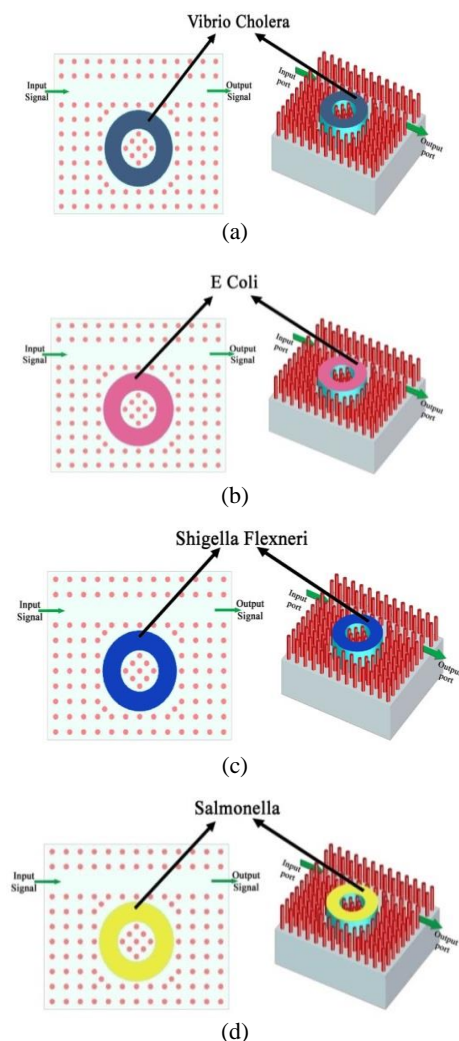 Vibrio Cholera
Input
Signal
Output
Signal
Input
port
Output
port
(a)
E Coli
Input
Signal
Output
Signal
Input
port
Output
port
(b)
Shigella Flexneri
Input
Signal
Output
Signal
Input
port
Output
port
(c)
Salmonella
Input
Signal
Output
Signal
Input
port
Output
port
(d)